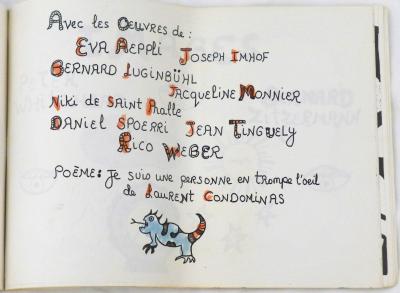 Avec les Oeuvres de :
Eva Aeppli Joseph Imhof
Bernard Luginbühl
Jacqueline Monnier
Niki de Saint Phalle
Daniel Spoerri Jean Tinguely
Rico Weber
Poème: Je suis une personne en trompe l'oeil
de Laurent Condominas